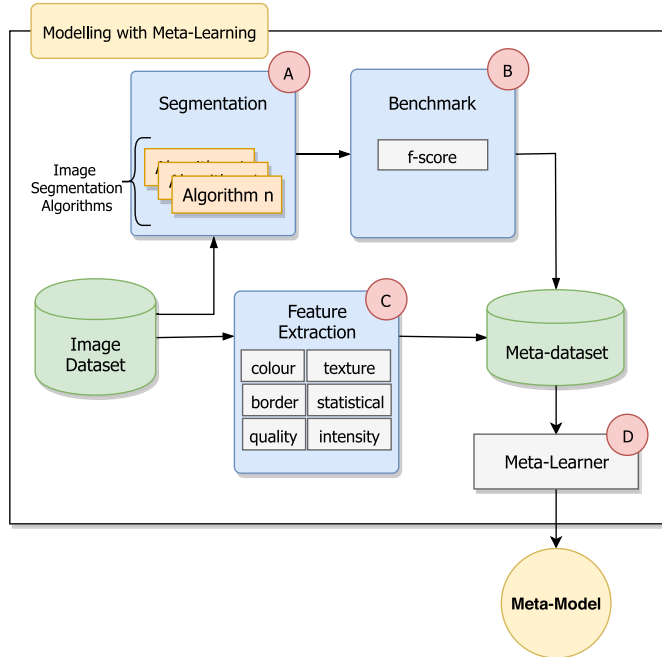 Modelling with Meta-Learning
A
Segmentation
Image
Segmentation
Algorithms
Algorithm n
B
Benchmark
f-score
Image
Dataset
C
Feature
Extraction
colour
texture
border
statistical
quality
intensity
Meta-dataset
D
Meta-Learner
Meta-Model